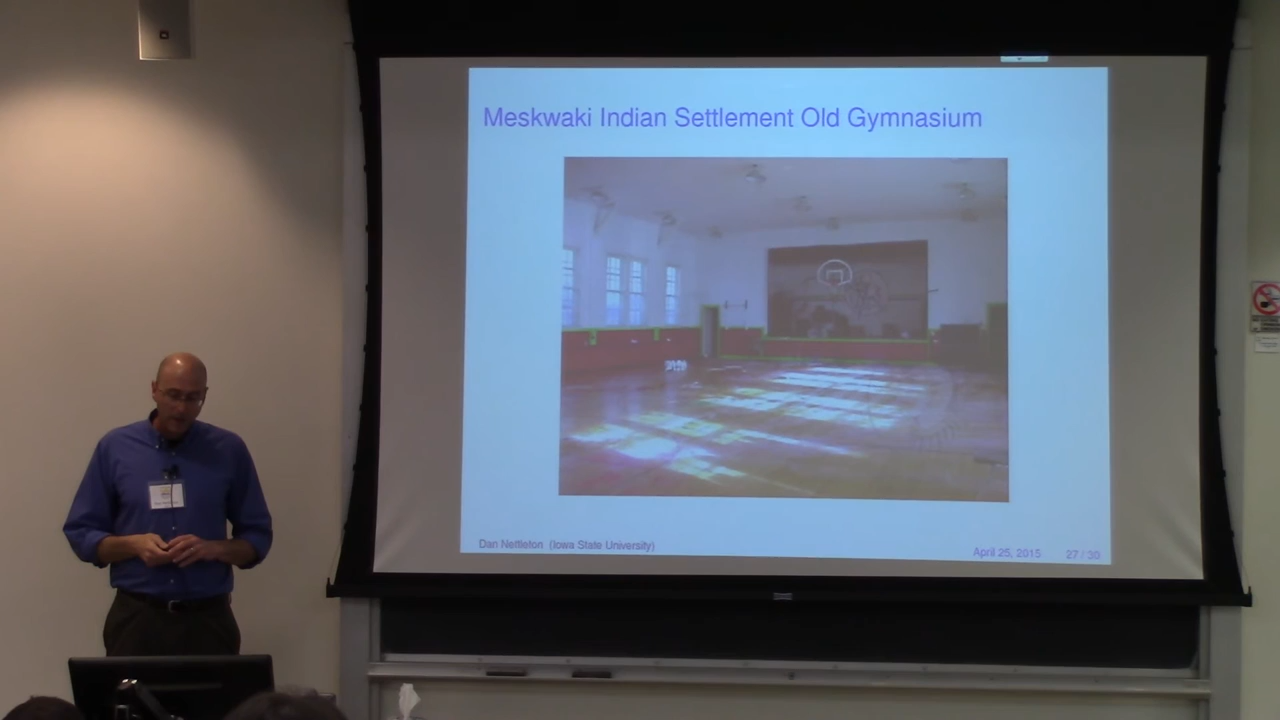 Meskwaki Indian Settlement Old Gymnasium
Dan Nettleton (Iowa State University)
April 25, 2015 27 / 30